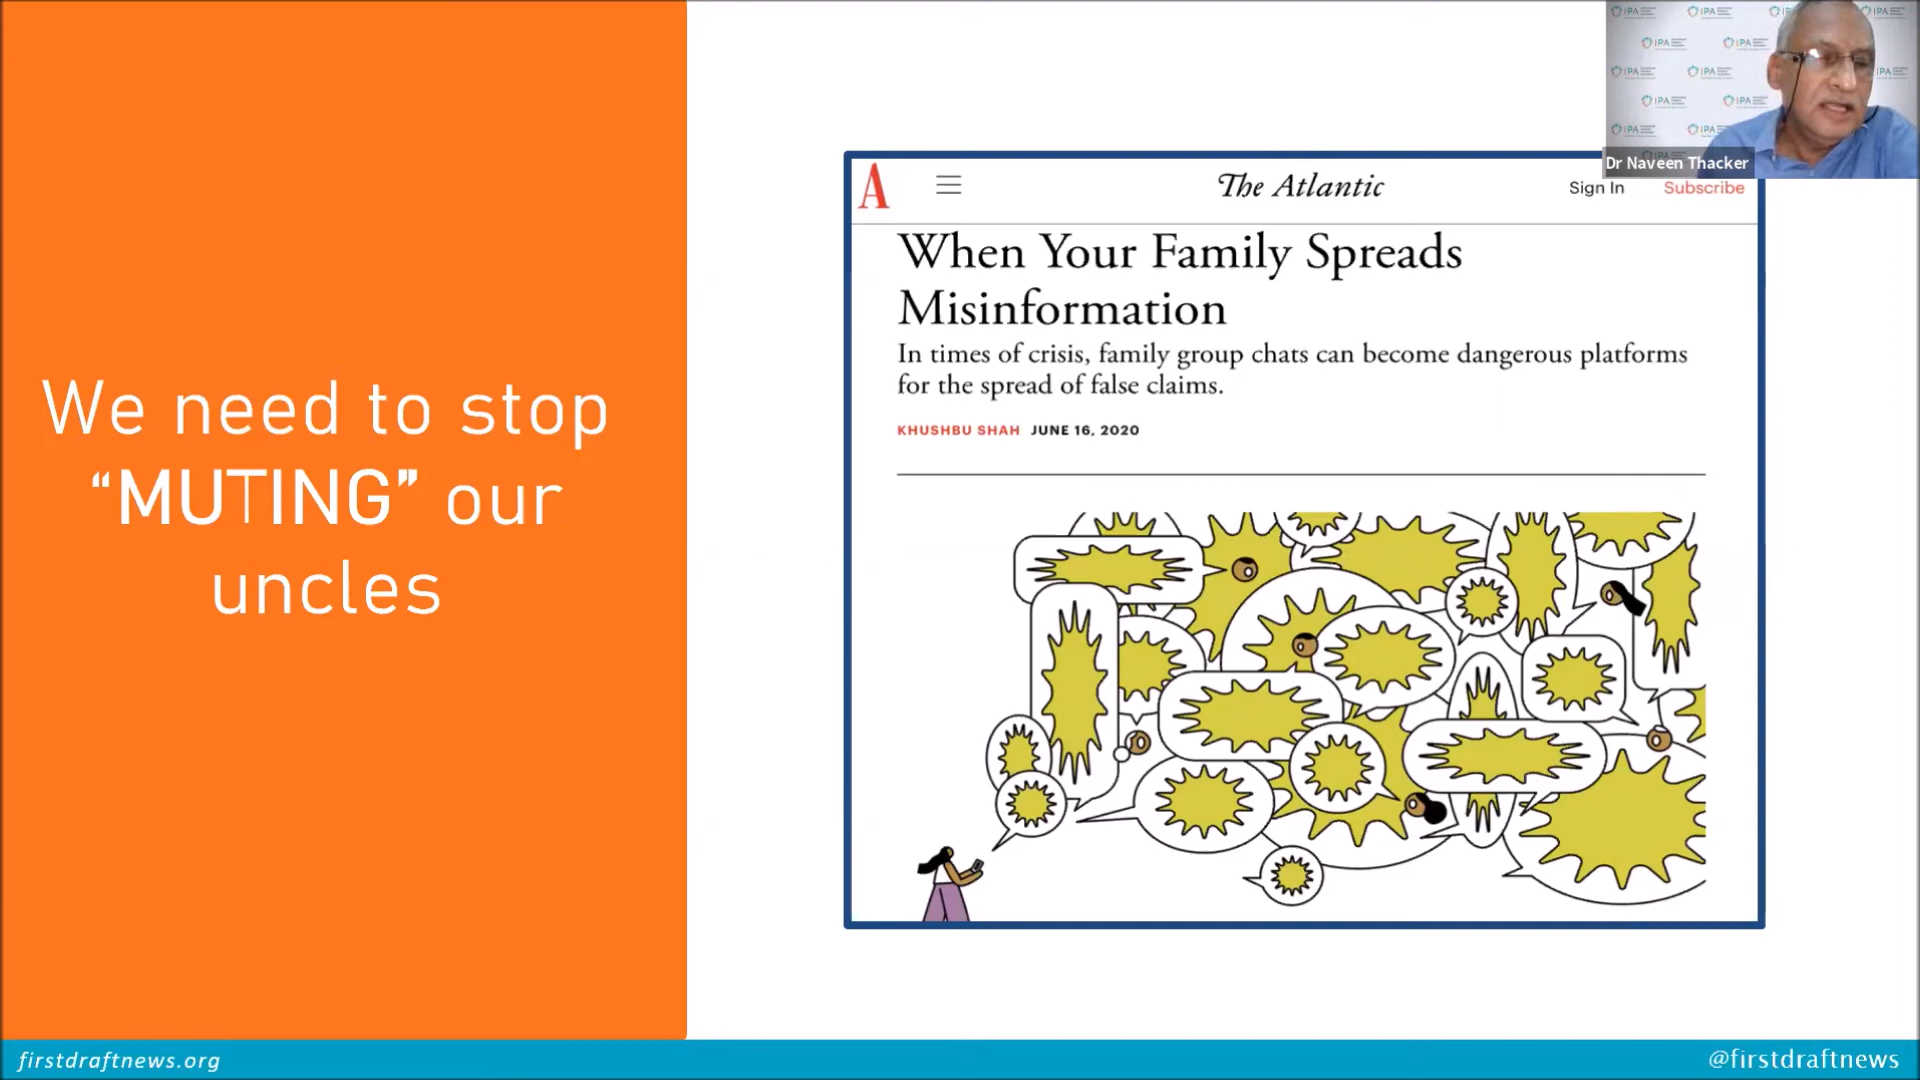 We need to stop
“MUTING” our
uncles
A
The Atlantic
Sign In
Subscribe
When Your Family Spreads
Misinformation
In times of crisis, family group chats can become dangerous platforms
for the spread of false claims.
KHUSHBU SHAH JUNE 16, 2020
IPA
Dr Naveen Thacker
firstdraftnews.org
@firstdraftnews